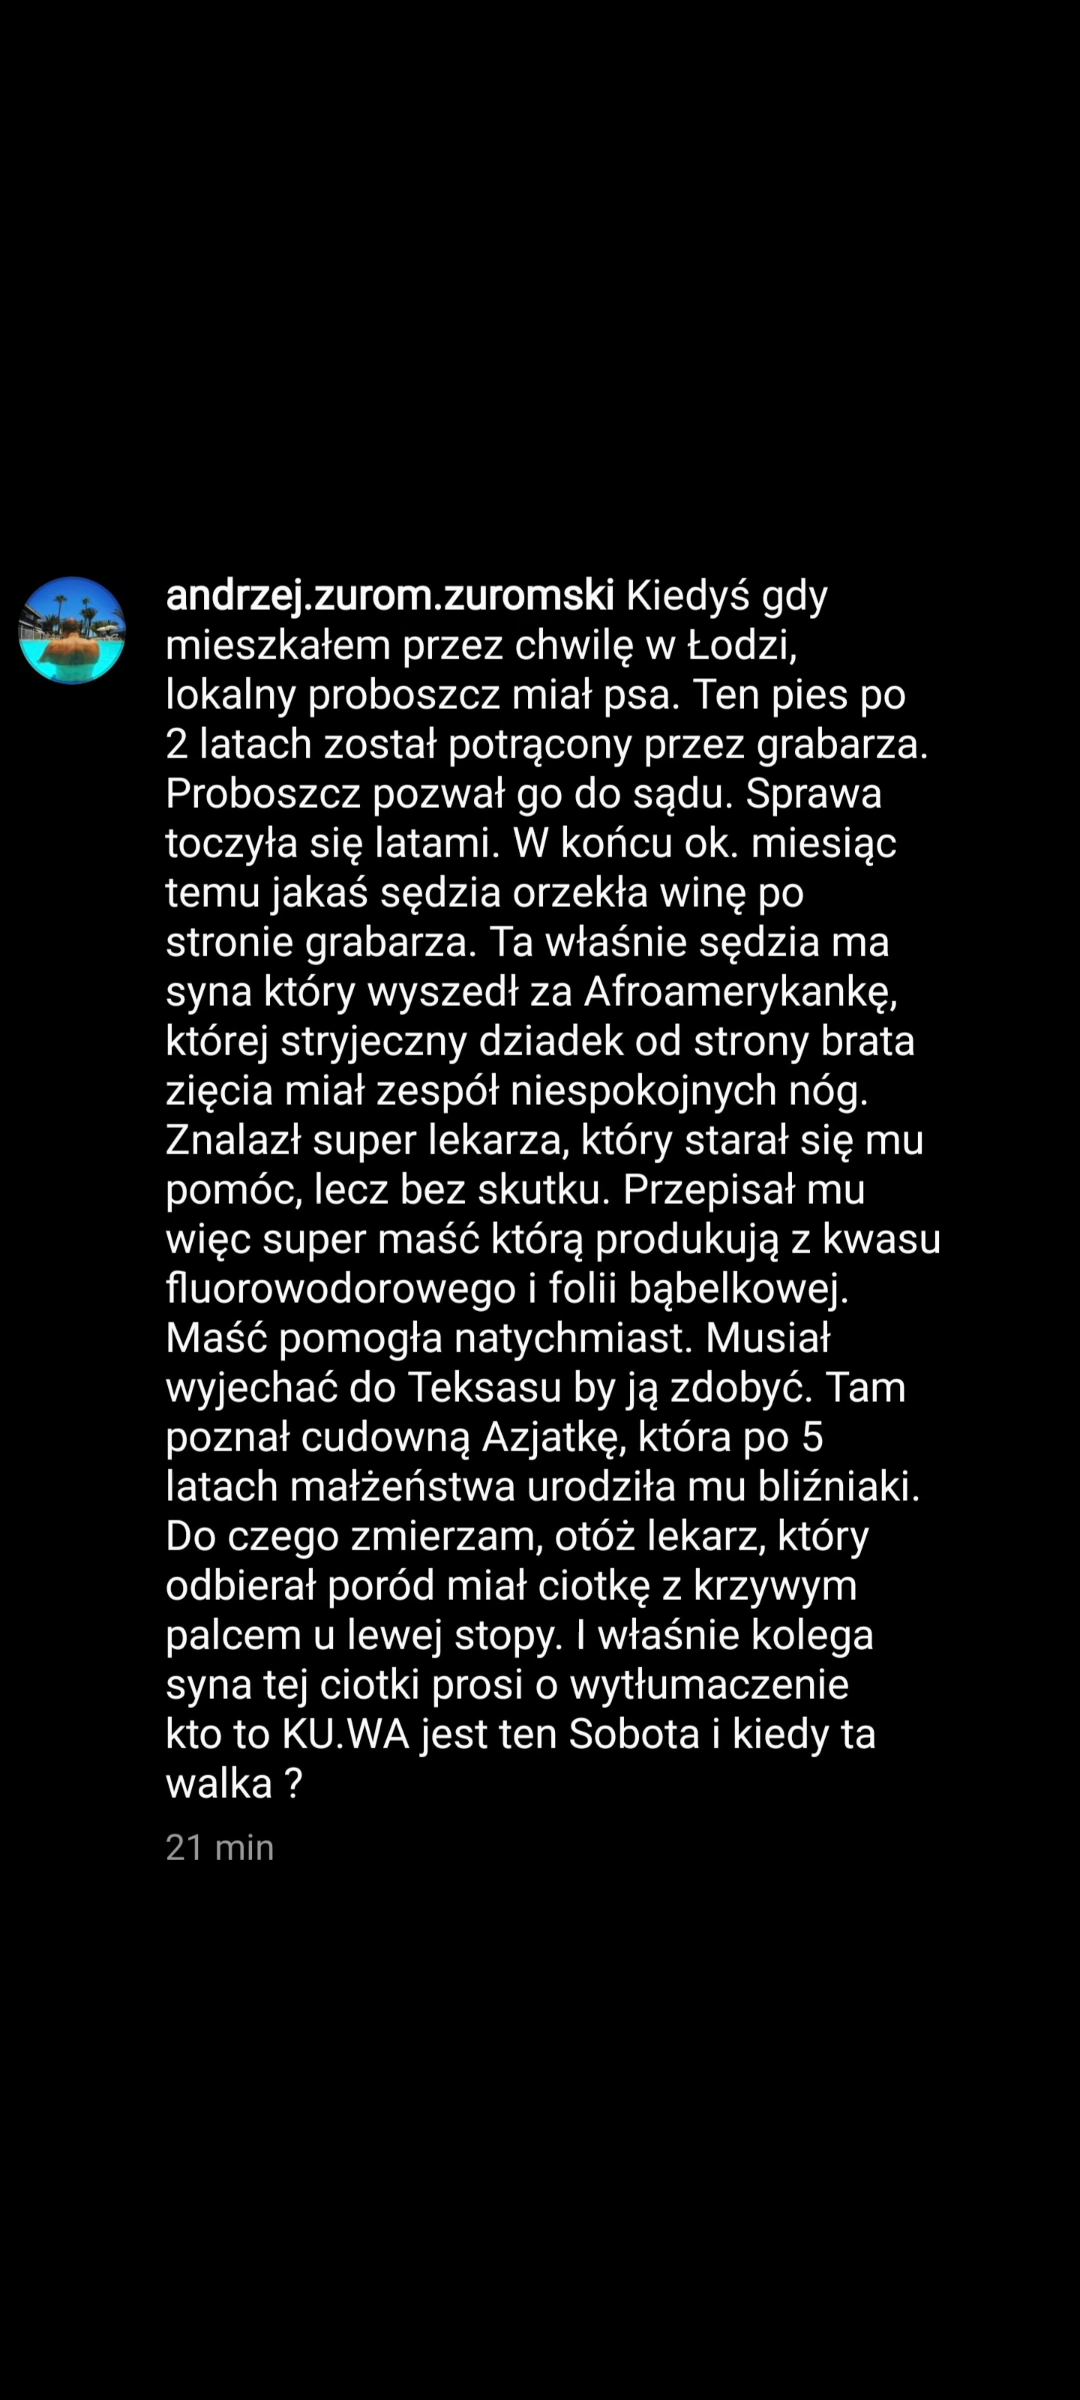 andrzej.zurom.zuromski Kiedyś gdy
mieszkałem przez chwilę w Łodzi,
lokalny proboszcz miał psa. Ten pies po
2 latach został potrącony przez grabarza.
Proboszcz pozwał go do sądu. Sprawa
toczyła się latami. W końcu ok. miesiąc
temu jakaś sędzia orzekła winę po
stronie grabarza. Ta właśnie sędzia ma
syna który wyszedł za Afroamerykankę,
której stryjeczny dziadek od strony brata
zięcia miał zespół niespokojnych nóg.
Znalazł super lekarza, który starał się mu
pomóc, lecz bez skutku. Przepisał mu
więc super maść którą produkują z kwasu
fluorowodorowego i folii bąbelkowej.
Maść pomogła natychmiast. Musiał
wyjechać do Teksasu by ją zdobyć. Tam
poznał cudowną Azjatkę, która po 5
latach małżeństwa urodziła mu bliźniaki.
Do czego zmierzam, otóż lekarz, który
odbierał poród miał ciotkę z krzywym
palcem u lewej stopy. I właśnie kolega
syna tej ciotki prosi o wytłumaczenie
kto to KU.WA jest ten Sobota i kiedy ta
walka ?
21 min